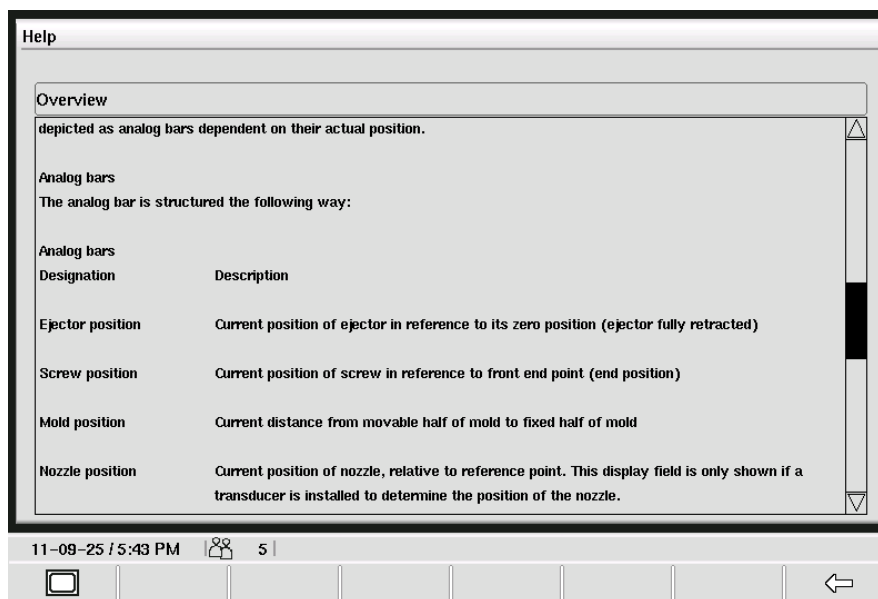 Help
Overview
depicted as analog bars dependent on their actual position.
Analog bars
The analog bar is structured the following way:
Analog bars
Designation Description
Ejector position Current position of ejector in reference to its zero position (ejector fully retracted)
Screw position Current position of screw in reference to front end point (end position)
Mold position Current distance from movable half of mold to fixed half of mold
Nozzle position Current position of nozzle, relative to reference point. This display field is only shown if a
transducer is installed to determine the position of the nozzle.
11-09-25 / 5:43 PM 5